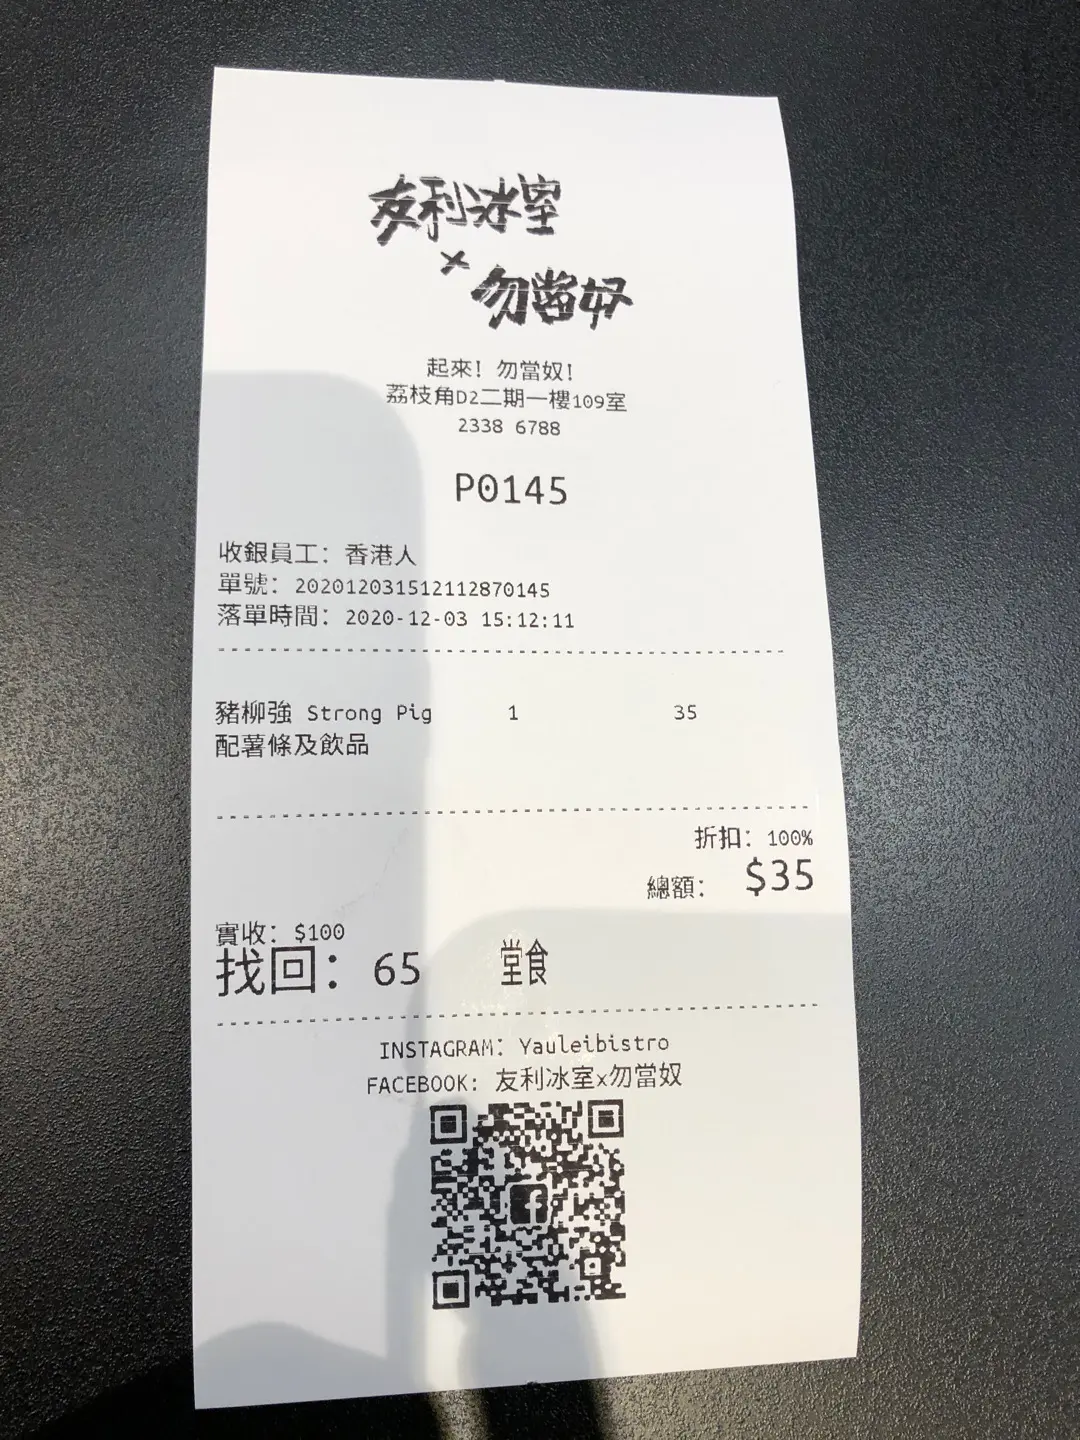 友利冰室
×
勿當奴
起來! 勿當奴!
荔枝角D2二期一樓109室
2338 6788
P0145
收銀員工: 香港人
單號: 202012031512112870145
落單時間: 2020-12-03 15:12:11
豬柳強 Strong Pig 1 35
配薯條及飲品
折扣: 100%
總額: $35
實收: $100
找回: 65 堂食
INSTAGRAM: Yauleibistro
FACEBOOK: 友利冰室x勿當奴
f